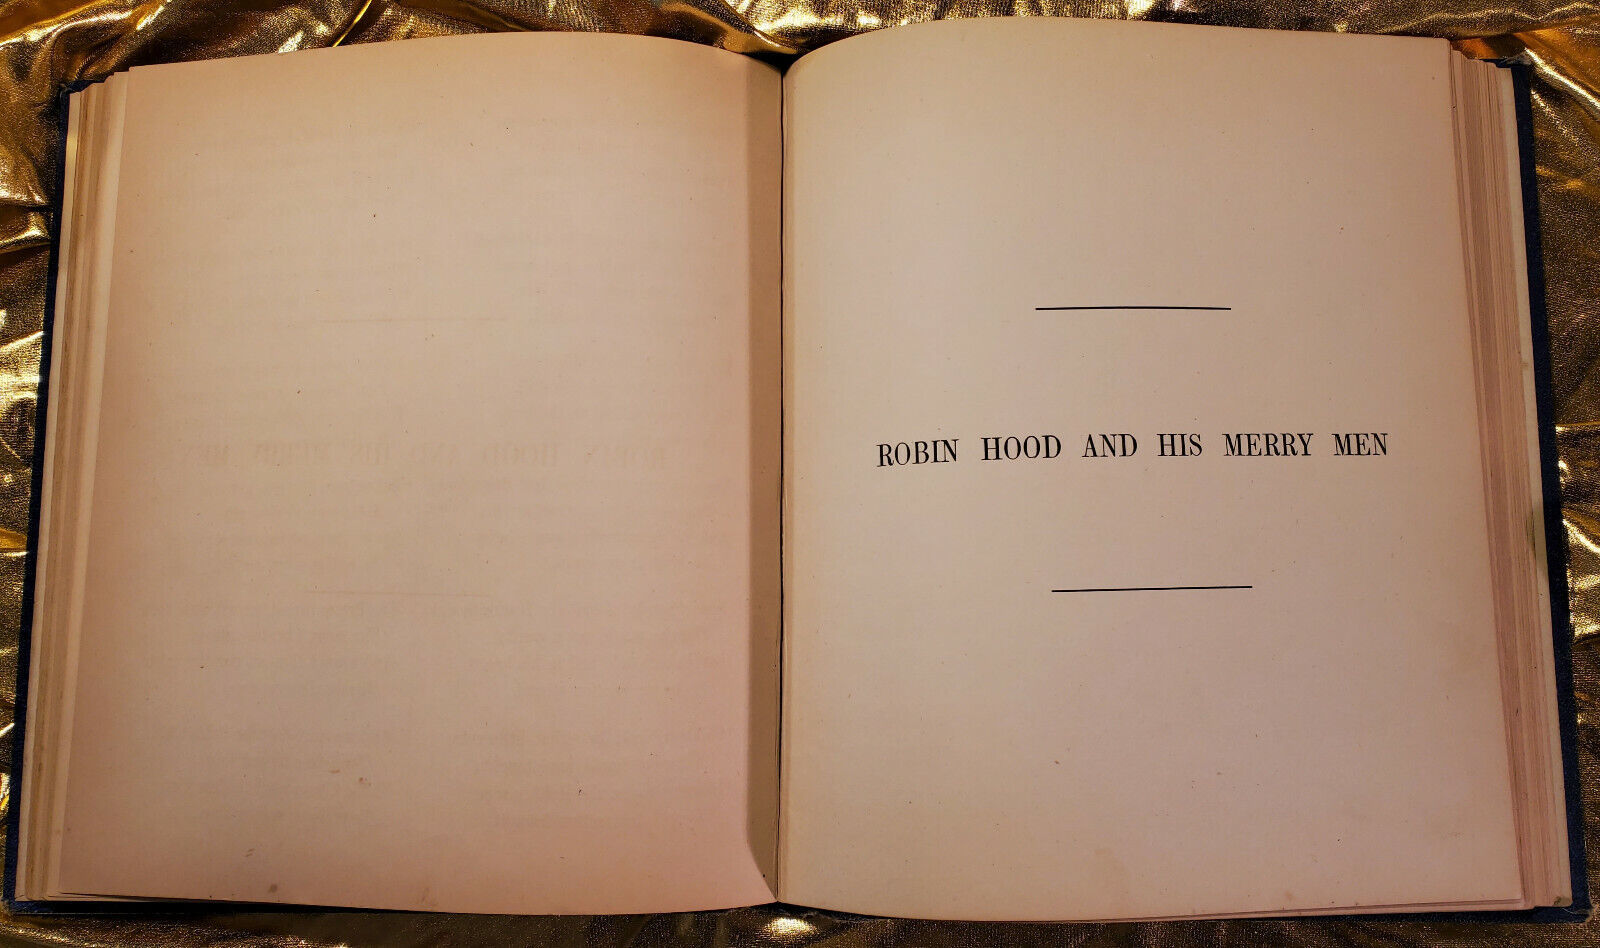 ROBIN HOOD AND HIS MERRY MEN